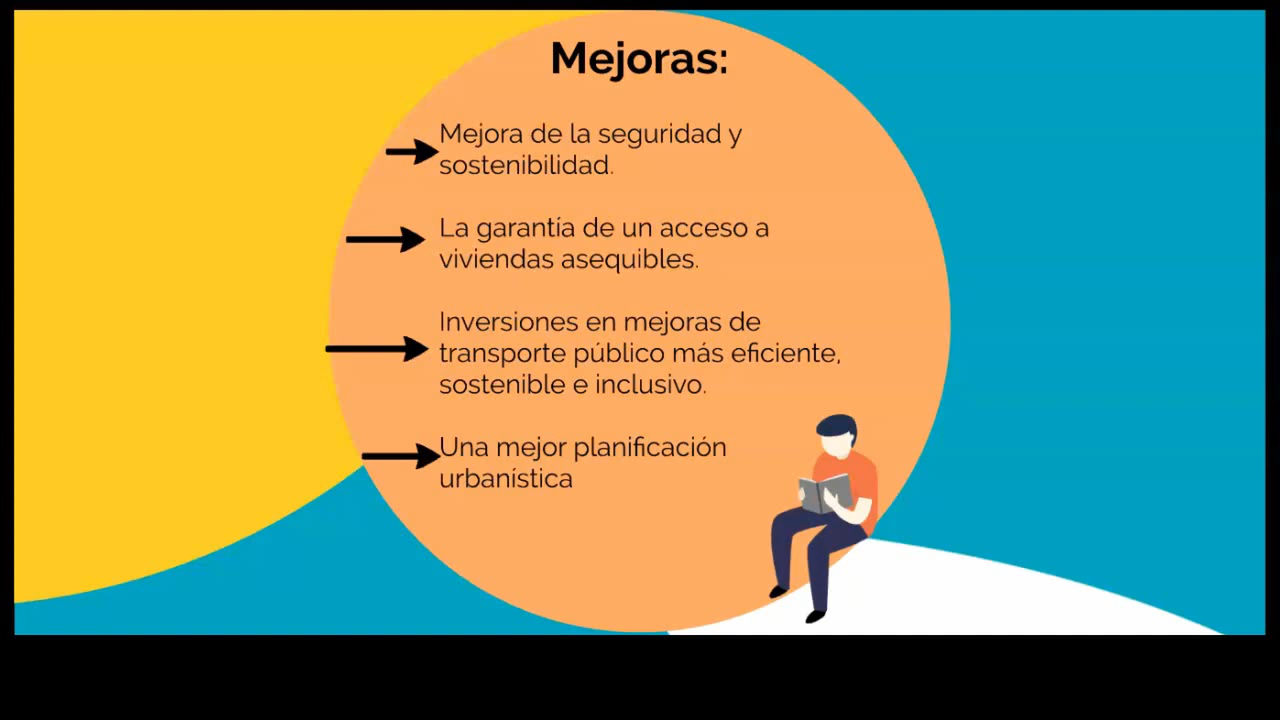 Mejoras:
Mejora de la seguridad y
sostenibilidad.
La garantía de un acceso a
viviendas asequibles.
Inversiones en mejoras de
transporte público más eficiente,
sostenible e inclusivo.
Una mejor planificación
urbanística